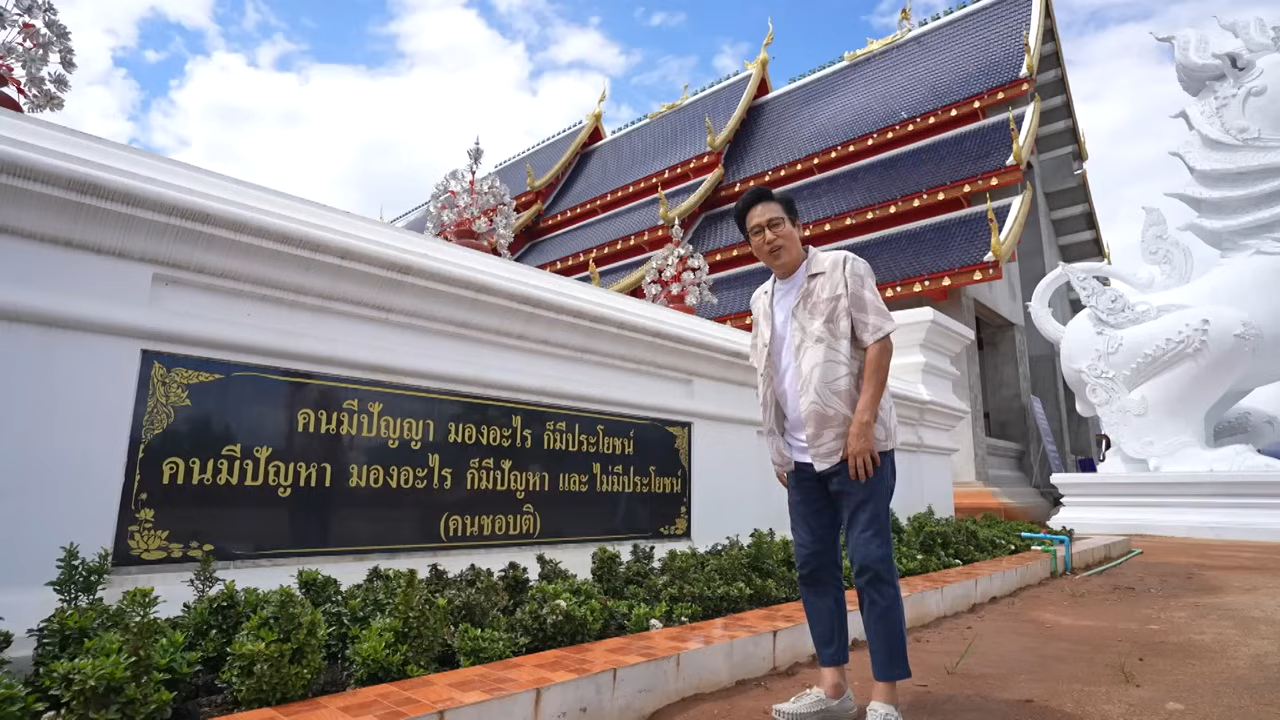 คนมีปัญญา มองอะไร ก็มีประโยชน์
คนมีปัญหา มองอะไร ก็มีปัญหา และ ไม่มีประโยชน์
(คนชอบติ)